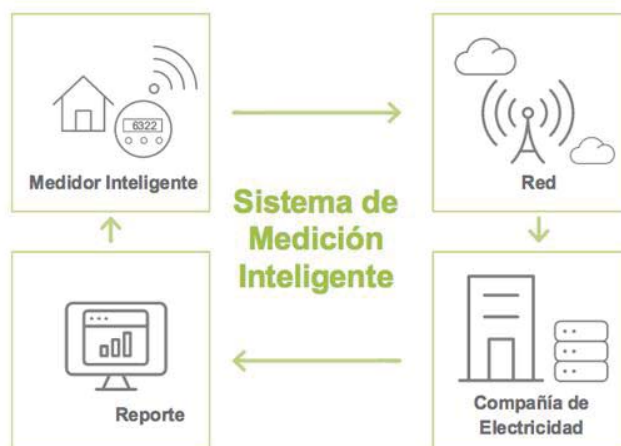 6322
Medidor Inteligente
Red
Sistema de
Medición
Inteligente
Reporte
Compañía de
Electricidad